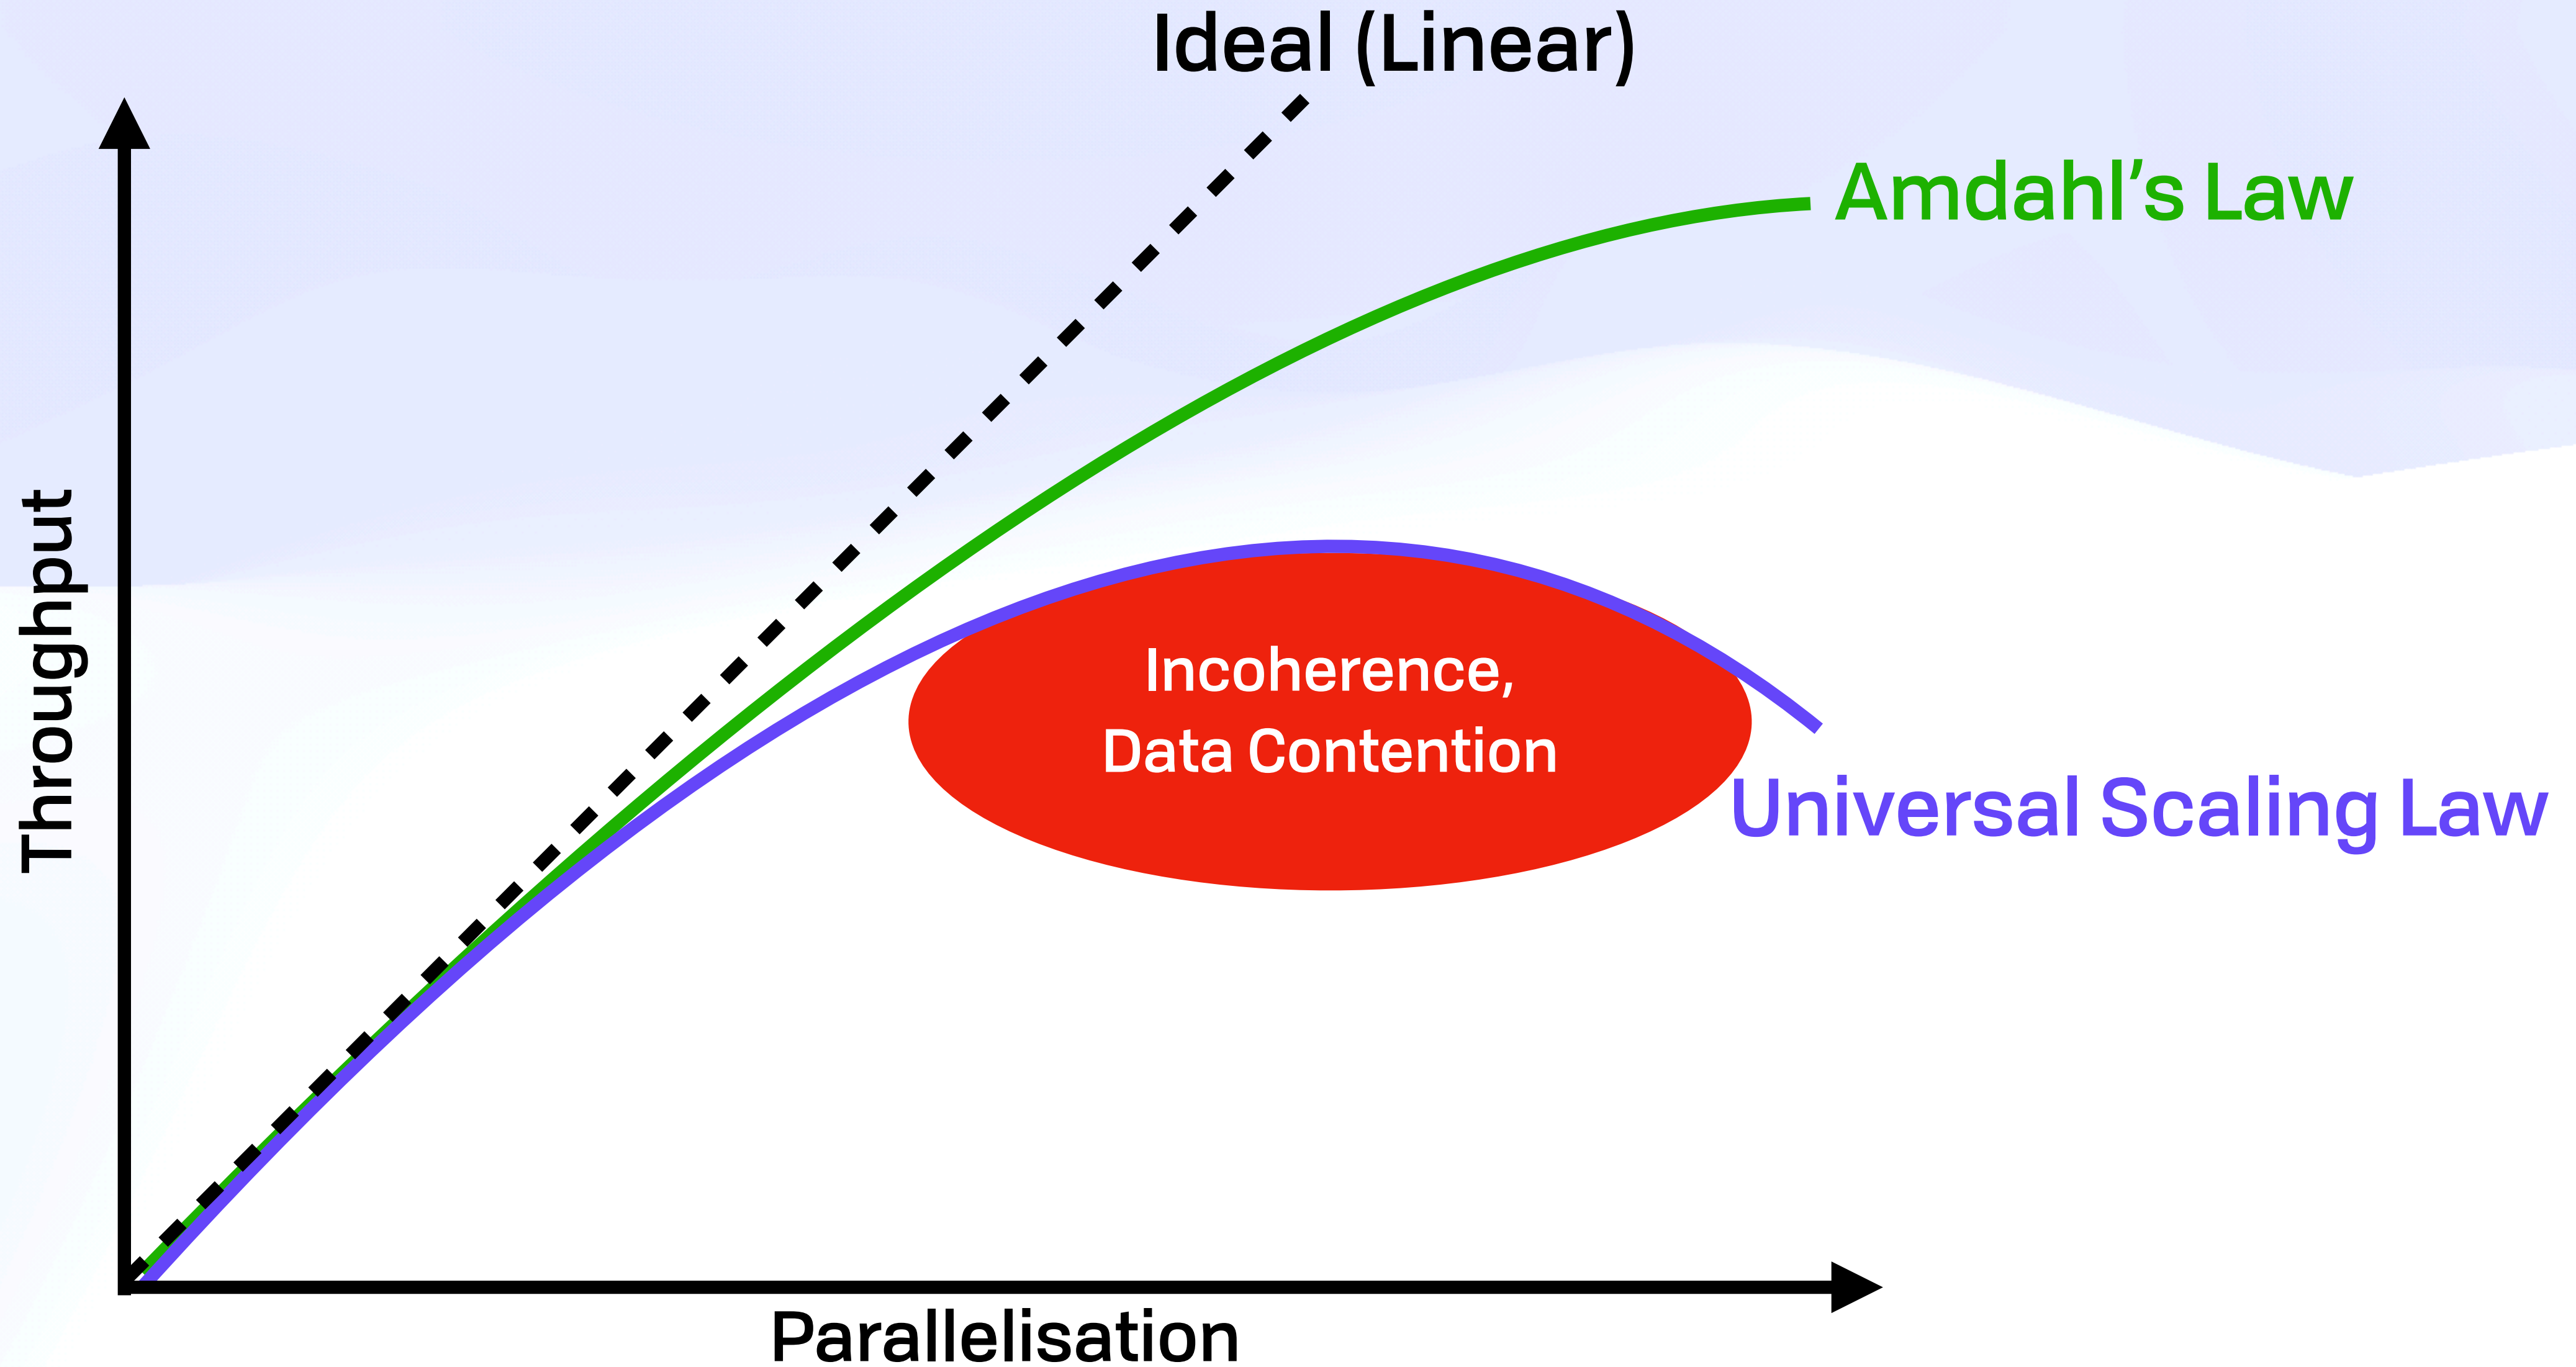 Ideal (Linear)
Amdahl’s Law
Throughput
Incoherence,
Data Contention
Universal Scaling Law
Parallelisation